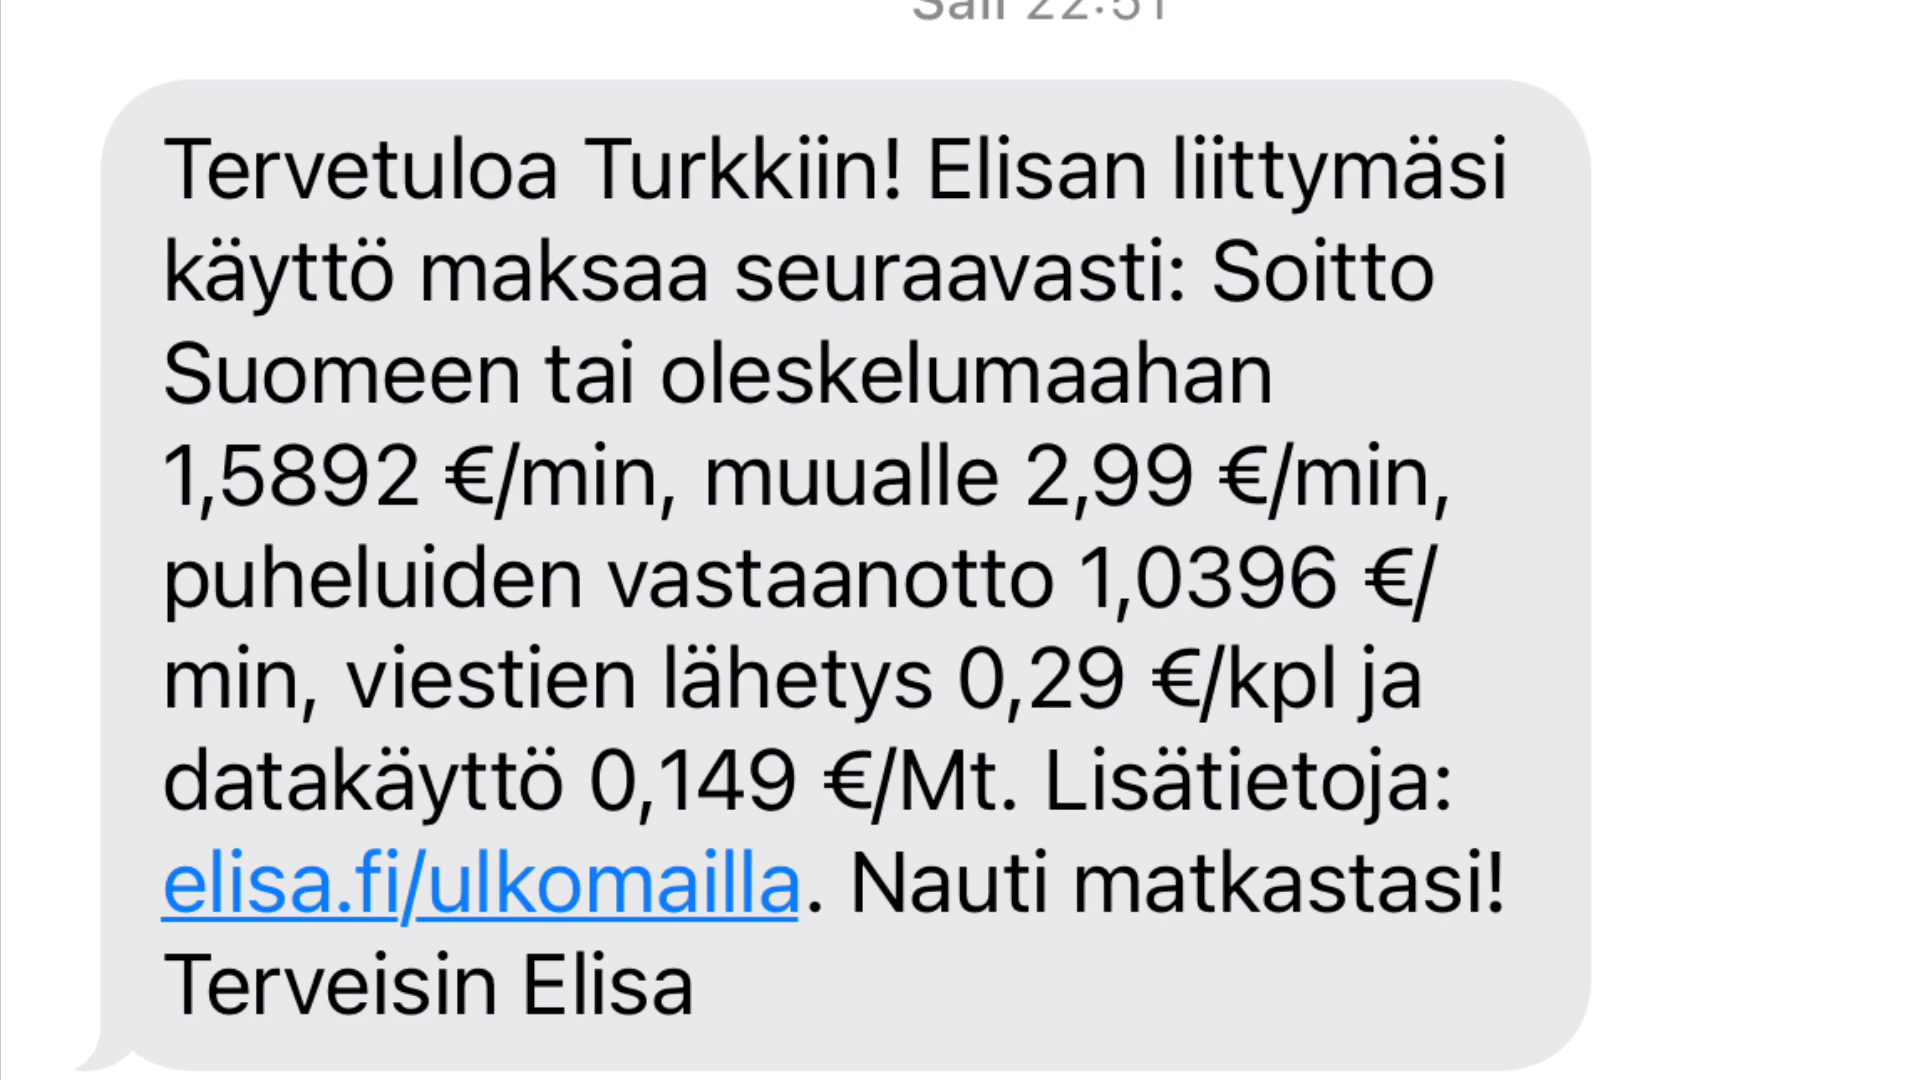 22:51
Tervetuloa Turkkiin! Elisan liittymäsi
käyttö maksaa seuraavasti: Soitto
Suomeen tai oleskelumaahan
1,5892 €/min, muualle 2,99 €/min,
puheluiden vastaanotto 1,0396 €/
min, viestien lähetys 0,29 €/kpl ja
datakäyttö 0,149 €/Mt. Lisätietoja:
elisa.fi/ulkomailla. Nauti matkastasi!
Terveisin Elisa